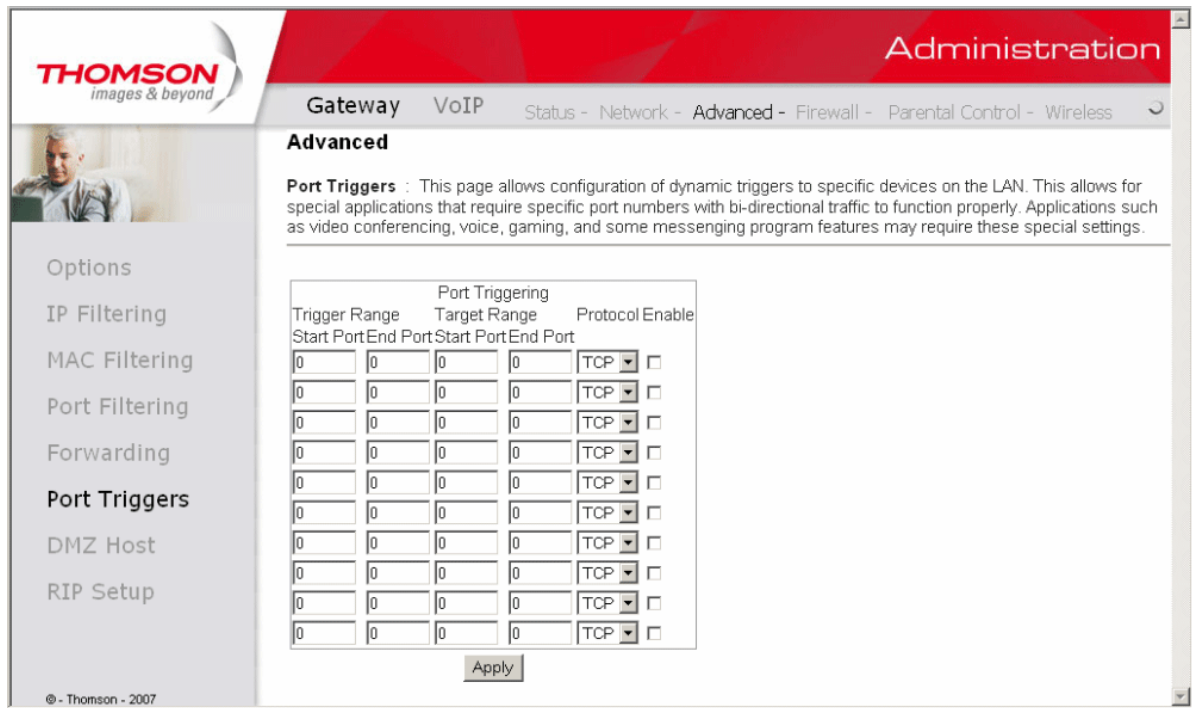 THOMSON
images & beyond
Administration
Gateway VoIP Status - Network - Advanced - Firewall - Parental Control - Wireless
Advanced
Port Triggers : This page allows configuration of dynamic triggers to specific devices on the LAN. This allows for
special applications that require specific port numbers with bi-directional traffic to function properly. Applications such
as video conferencing, voice, gaming, and some messenging program features may require these special settings.
Options
IP Filtering
MAC Filtering
Port Filtering
Forwarding
Port Triggers
DMZ Host
RIP Setup
Port Triggering
Trigger Range Target Range Protocol Enable
Start Port End Port Start Port End Port
0 0 0 0 TCP
0 0 0 0 TCP
0 0 0 0 TCP
0 0 0 0 TCP
0 0 0 0 TCP
0 0 0 0 TCP
0 0 0 0 TCP
0 0 0 0 TCP
0 0 0 0 TCP
0 0 0 0 TCP
Apply
© - Thomson - 2007